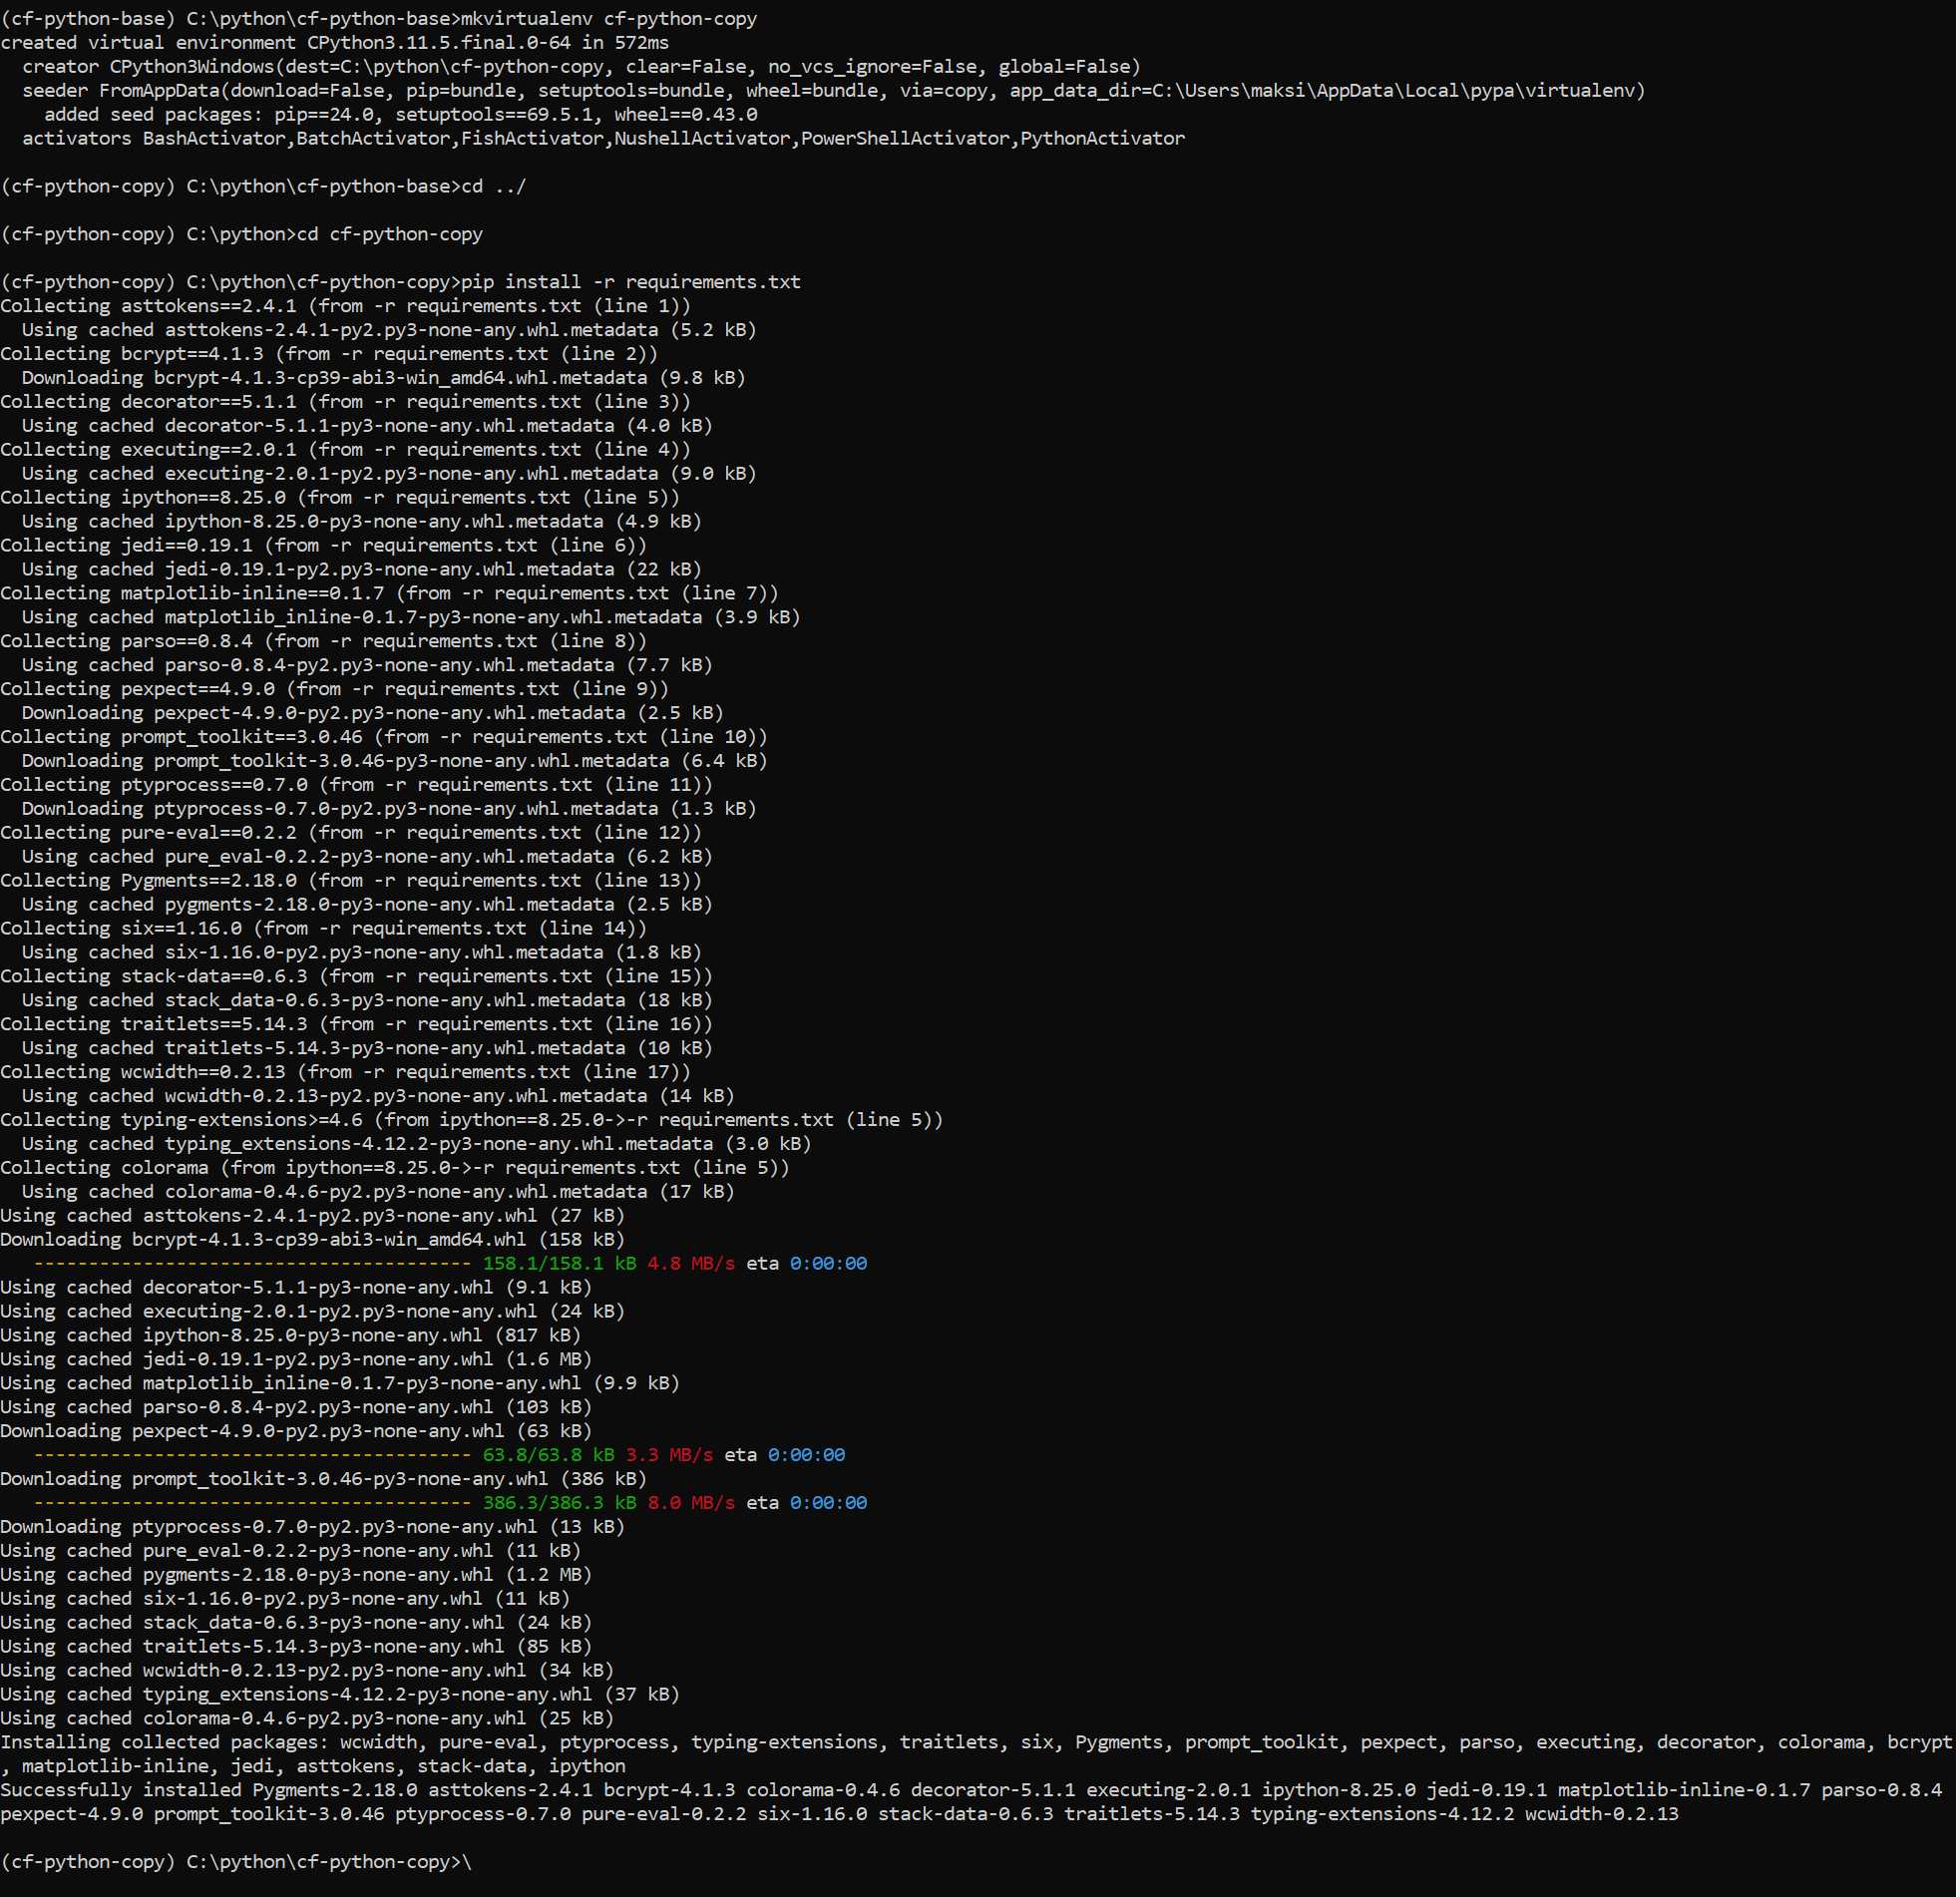 (cf-python-base) C:\python\cf-python-base>mkvirtualenv cf-python-copy
created virtual environment CPython3.11.5.final.0-64 in 572ms
  creator CPython3Windows(dest=C:\python\cf-python-copy, clear=False, no_vcs_ignore=False, global=False)
  seeder FromAppData(download=False, pip=bundle, setuptools=bundle, wheel=bundle, via=copy, app_data_dir=C:\Users\maksi\AppData\Local\pypa\virtualenv)
    added seed packages: pip==24.0, setuptools==69.5.1, wheel==0.43.0
  activators BashActivator,BatchActivator,FishActivator,NushellActivator,PowerShellActivator,PythonActivator
(cf-python-copy) C:\python\cf-python-base>cd ../
(cf-python-copy) C:\python>cd cf-python-copy
(cf-python-copy) C:\python\cf-python-copy>pip install -r requirements.txt
Collecting asttokens==2.4.1 (from -r requirements.txt (line 1))
  Using cached asttokens-2.4.1-py2.py3-none-any.whl.metadata (5.2 kB)
Collecting bcrypt==4.1.3 (from -r requirements.txt (line 2))
  Downloading bcrypt-4.1.3-cp39-abi3-win_amd64.whl.metadata (9.8 kB)
Collecting decorator==5.1.1 (from -r requirements.txt (line 3))
  Using cached decorator-5.1.1-py3-none-any.whl.metadata (4.0 kB)
Collecting executing==2.0.1 (from -r requirements.txt (line 4))
  Using cached executing-2.0.1-py2.py3-none-any.whl.metadata (9.0 kB)
Collecting ipython==8.25.0 (from -r requirements.txt (line 5))
  Using cached ipython-8.25.0-py3-none-any.whl.metadata (4.9 kB)
Collecting jedi==0.19.1 (from -r requirements.txt (line 6))
  Using cached jedi-0.19.1-py2.py3-none-any.whl.metadata (22 kB)
Collecting matplotlib-inline==0.1.7 (from -r requirements.txt (line 7))
  Using cached matplotlib_inline-0.1.7-py3-none-any.whl.metadata (3.9 kB)
Collecting parso==0.8.4 (from -r requirements.txt (line 8))
  Using cached parso-0.8.4-py2.py3-none-any.whl.metadata (7.7 kB)
Collecting pexpect==4.9.0 (from -r requirements.txt (line 9))
  Downloading pexpect-4.9.0-py2.py3-none-any.whl.metadata (2.5 kB)
Collecting prompt_toolkit==3.0.46 (from -r requirements.txt (line 10))
  Downloading prompt_toolkit-3.0.46-py3-none-any.whl.metadata (6.4 kB)
Collecting ptyprocess==0.7.0 (from -r requirements.txt (line 11))
  Downloading ptyprocess-0.7.0-py2.py3-none-any.whl.metadata (1.3 kB)
Collecting pure-eval==0.2.2 (from -r requirements.txt (line 12))
  Using cached pure_eval-0.2.2-py3-none-any.whl.metadata (6.2 kB)
Collecting Pygments==2.18.0 (from -r requirements.txt (line 13))
  Using cached pygments-2.18.0-py3-none-any.whl.metadata (2.5 kB)
Collecting six==1.16.0 (from -r requirements.txt (line 14))
  Using cached six-1.16.0-py2.py3-none-any.whl.metadata (1.8 kB)
Collecting stack-data==0.6.3 (from -r requirements.txt (line 15))
  Using cached stack_data-0.6.3-py3-none-any.whl.metadata (18 kB)
Collecting traitlets==5.14.3 (from -r requirements.txt (line 16))
  Using cached traitlets-5.14.3-py3-none-any.whl.metadata (10 kB)
Collecting wcwidth==0.2.13 (from -r requirements.txt (line 17))
  Using cached wcwidth-0.2.13-py2.py3-none-any.whl.metadata (14 kB)
Collecting typing-extensions>=4.6 (from ipython==8.25.0->-r requirements.txt (line 5))
  Using cached typing_extensions-4.12.2-py3-none-any.whl.metadata (3.0 kB)
Collecting colorama (from ipython==8.25.0->-r requirements.txt (line 5))
  Using cached colorama-0.4.6-py2.py3-none-any.whl.metadata (17 kB)
Using cached asttokens-2.4.1-py2.py3-none-any.whl (27 kB)
Downloading bcrypt-4.1.3-cp39-abi3-win_amd64.whl (158 kB)
   ---------------------------------------- 158.1/158.1 kB 4.8 MB/s eta 0:00:00
Using cached decorator-5.1.1-py3-none-any.whl (9.1 kB)
Using cached executing-2.0.1-py2.py3-none-any.whl (24 kB)
Using cached ipython-8.25.0-py3-none-any.whl (817 kB)
Using cached jedi-0.19.1-py2.py3-none-any.whl (1.6 MB)
Using cached matplotlib_inline-0.1.7-py3-none-any.whl (9.9 kB)
Using cached parso-0.8.4-py2.py3-none-any.whl (103 kB)
Downloading pexpect-4.9.0-py2.py3-none-any.whl (63 kB)
   ---------------------------------------- 63.8/63.8 kB 3.3 MB/s eta 0:00:00
Downloading prompt_toolkit-3.0.46-py3-none-any.whl (386 kB)
   ---------------------------------------- 386.3/386.3 kB 8.0 MB/s eta 0:00:00
Downloading ptyprocess-0.7.0-py2.py3-none-any.whl (13 kB)
Using cached pure_eval-0.2.2-py3-none-any.whl (11 kB)
Using cached pygments-2.18.0-py3-none-any.whl (1.2 MB)
Using cached six-1.16.0-py2.py3-none-any.whl (11 kB)
Using cached stack_data-0.6.3-py3-none-any.whl (24 kB)
Using cached traitlets-5.14.3-py3-none-any.whl (85 kB)
Using cached wcwidth-0.2.13-py2.py3-none-any.whl (34 kB)
Using cached typing_extensions-4.12.2-py3-none-any.whl (37 kB)
Using cached colorama-0.4.6-py2.py3-none-any.whl (25 kB)
Installing collected packages: wcwidth, pure-eval, ptyprocess, typing-extensions, traitlets, six, Pygments, prompt_toolkit, pexpect, parso, executing, decorator, colorama, bcrypt
, matplotlib-inline, jedi, asttokens, stack-data, ipython
Successfully installed Pygments-2.18.0 asttokens-2.4.1 bcrypt-4.1.3 colorama-0.4.6 decorator-5.1.1 executing-2.0.1 ipython-8.25.0 jedi-0.19.1 matplotlib-inline-0.1.7 parso-0.8.4
pexpect-4.9.0 prompt_toolkit-3.0.46 ptyprocess-0.7.0 pure-eval-0.2.2 six-1.16.0 stack-data-0.6.3 traitlets-5.14.3 typing-extensions-4.12.2 wcwidth-0.2.13
(cf-python-copy) C:\python\cf-python-copy>\